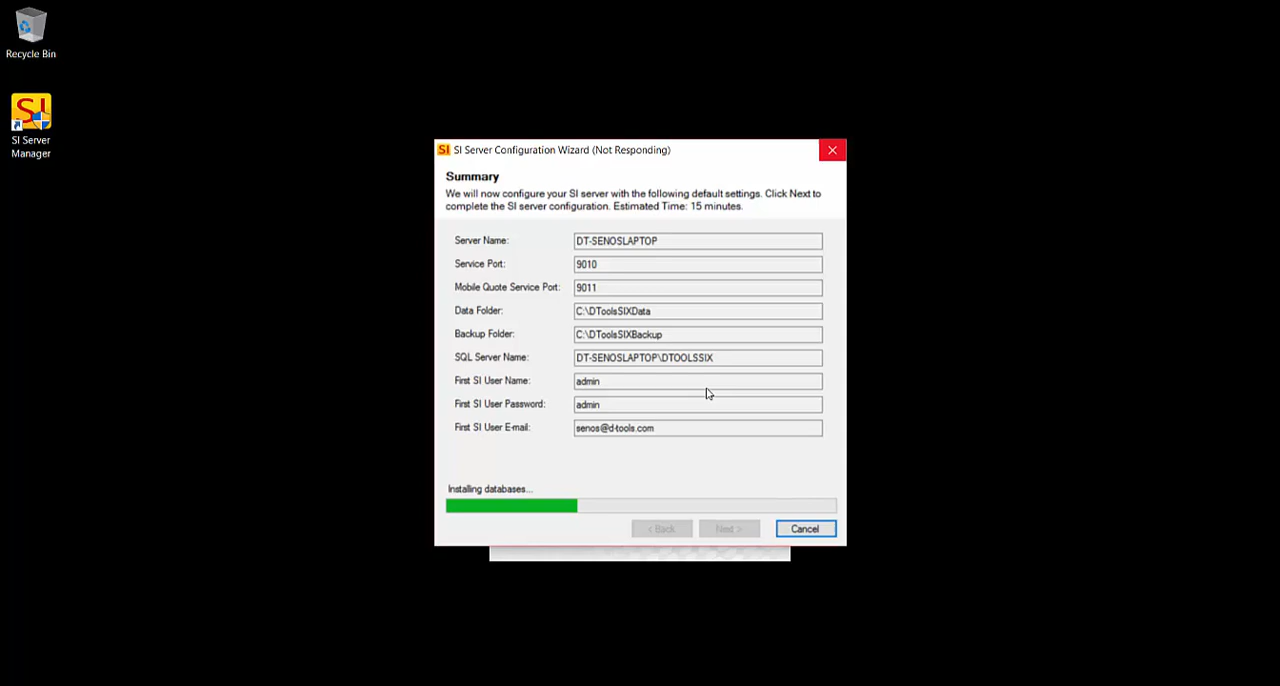 Recycle Bin
SI
SI Server
Manager
SI SI Server Configuration Wizard (Not Responding)
Summary
We will now configure your SI server with the following default settings. Click Next to
complete the SI server configuration. Estimated Time: 15 minutes.
Server Name: DT-SENOSLAPTOP
Service Port: 9010
Mobile Quote Service Port: 9011
Data Folder: C:\DToolsSIXData
Backup Folder: C:\DToolsSIXBackup
SQL Server Name: DT-SENOSLAPTOP\DTOOLSSIX
First SI User Name: admin
First SI User Password: admin
First SI User E-mail: senos@d-tools.com
Installing databases...
< Back Next > Cancel